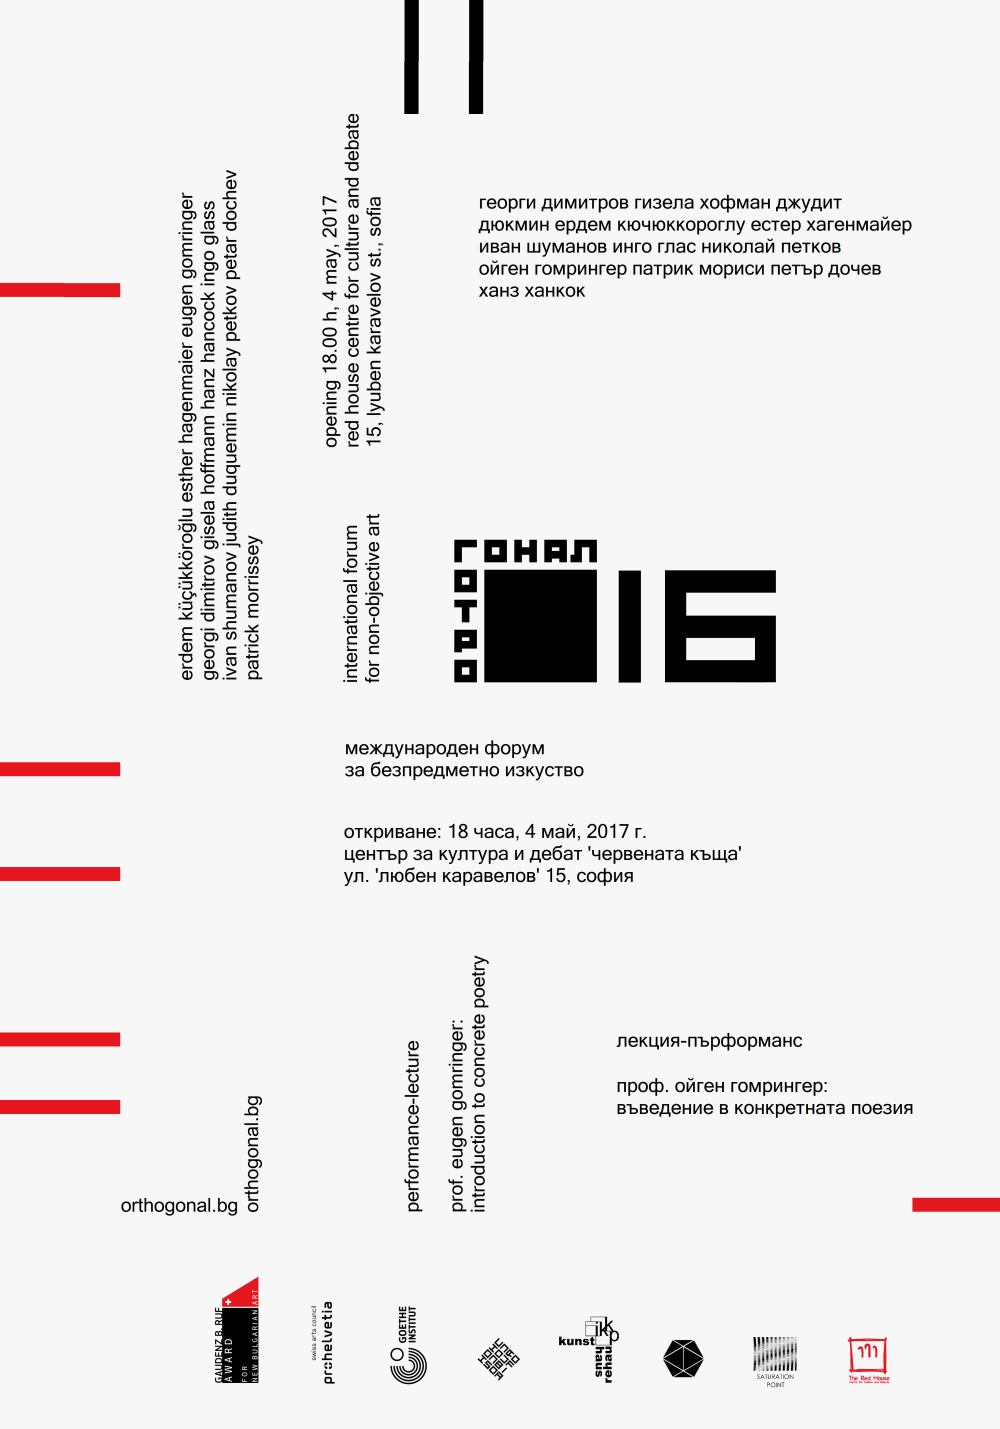 георги димитров гизела хофман джудит
дюкмин ердем кючюккороглу естер хагенмайер
иван шуманов инго глас николай петков
ойген гомрингер патрик мориси петър дочев
ханз ханкок
erdem küçükköroğlu esther hagenmaier eugen gomringer
georgi dimitrov gisela hoffmann hanz hancock ingo glass
ivan shumanov judith duquemin nikolay petkov petar dochev
patrick morrissey
opening 18.00 h, 4 may, 2017
red house centre for culture and debate
15, lyuben karavelov st., sofia
international forum
for non-objective art
ортогонал
16
международен форум
за безпредметно изкуство
откриване: 18 часа, 4 май, 2017 г.
център за култура и дебат 'червената къща'
ул. 'любен каравелов' 15, софия
performance-lecture
prof. eugen gomringer:
introduction to concrete poetry
лекция-пърформанс
проф. ойген гомрингер:
въведение в конкретната поезия
orthogonal.bg
orthogonal.bg
GAUDENZ B. RUF
AWARD
FOR
NEW BULGARIAN ART
swiss arts council
prohelvetia
GOETHE
INSTITUT
ikkp
kunst
haus
rehau
SATURATION
POINT
The Red House
Centre for Culture and Debate